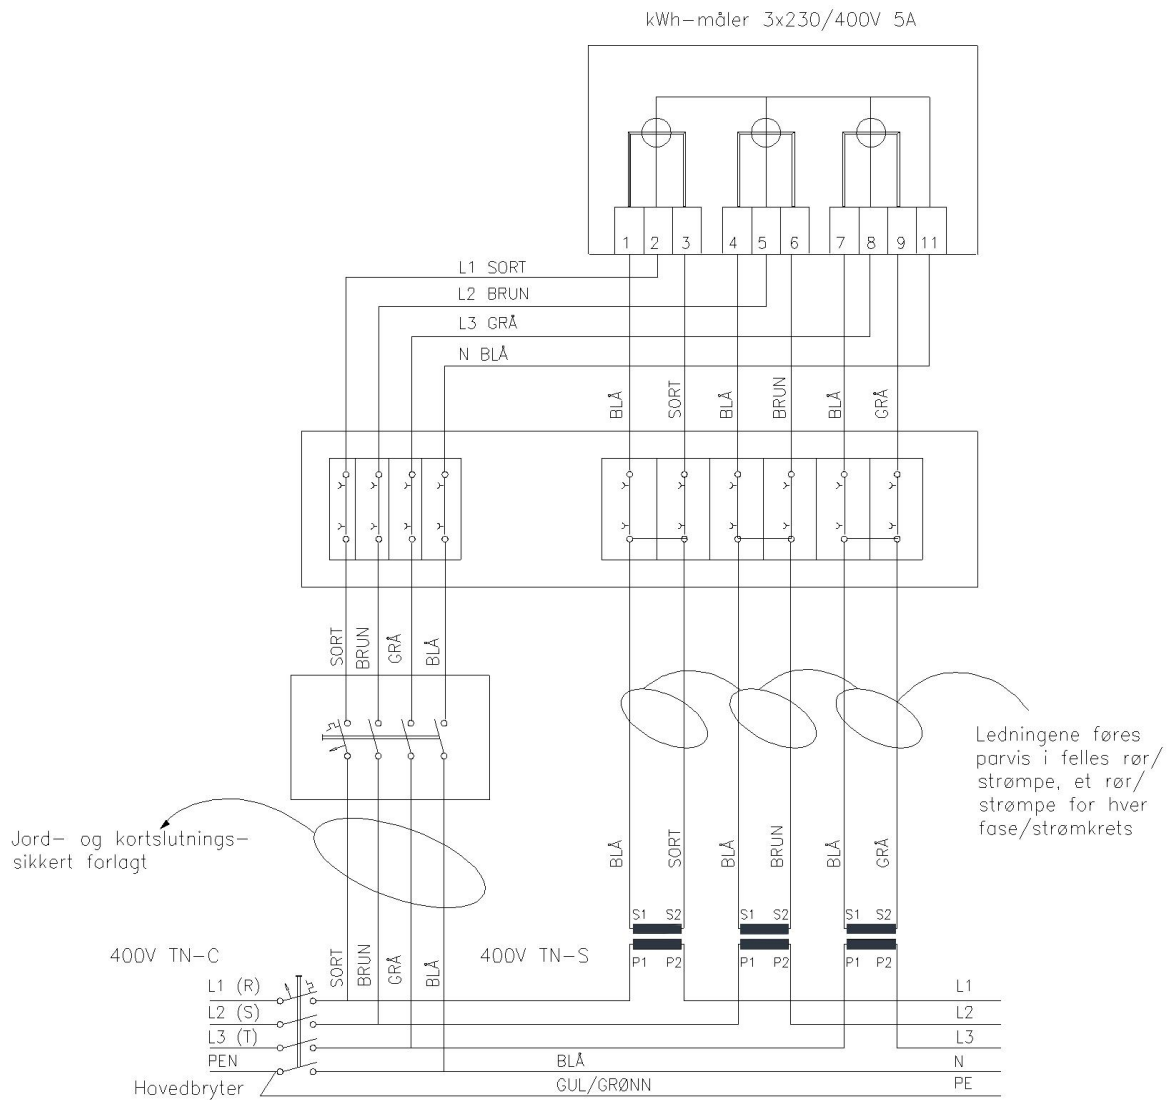 kWh-måler 3x230/400V 5A
1 2 3 4 5 6 7 8 9 11
L1 SORT
L2 BRUN
L3 GRÅ
N BLÅ
BLÅ SORT BLÅ BRUN BLÅ GRÅ
SORT BRUN GRÅ BLÅ
Ledningene føres
parvis i felles rør/
strømpe, et rør/
strømpe for hver
fase/strømkrets
Jord- og kortslutnings-
sikkert forlagt
BLÅ SORT BLÅ BRUN BLÅ GRÅ
S1 S2 S1 S2 S1 S2
P1 P2 P1 P2 P1 P2
400V TN-C
SORT BRUN GRÅ BLÅ
400V TN-S
L1 (R) L1
L2 (S) L2
L3 (T) L3
PEN BLÅ N
Hovedbryter GUL/GRØNN PE